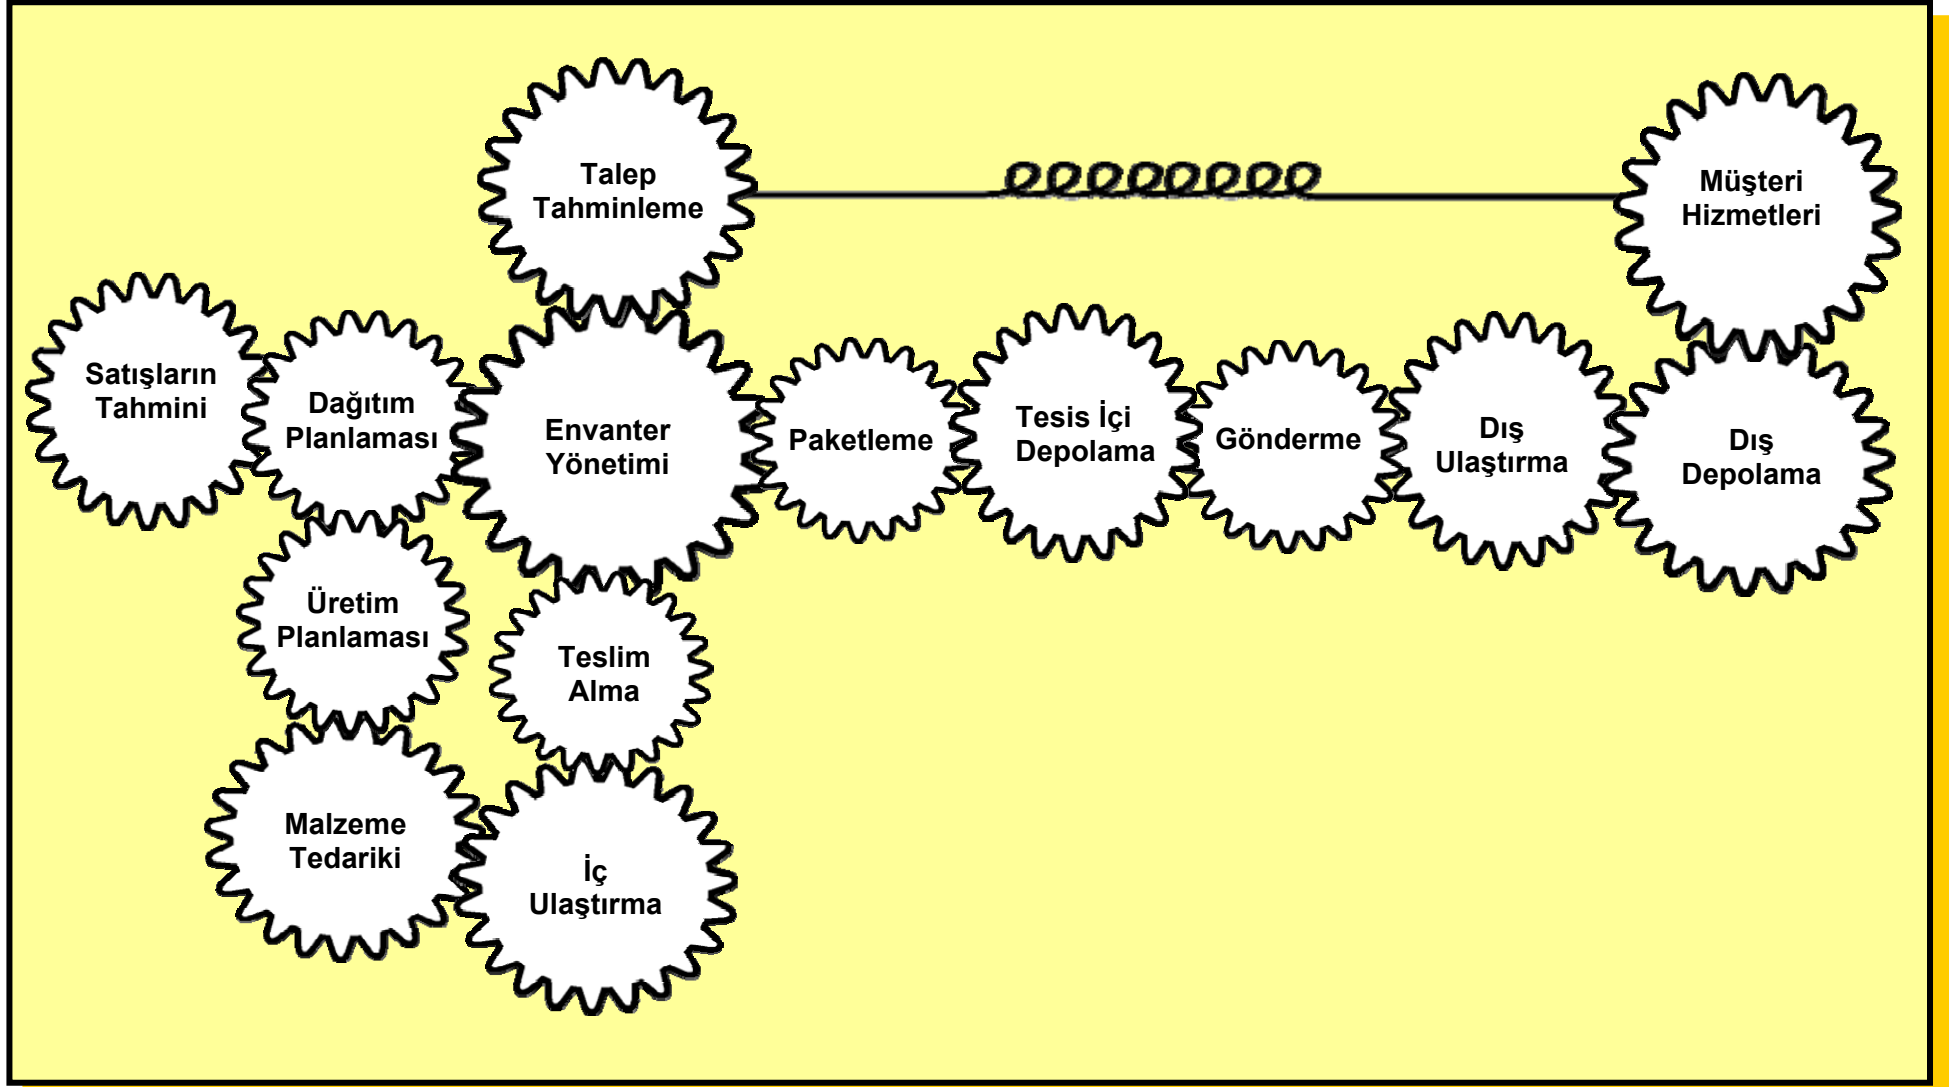 Talep
Tahminleme
Müşteri
Hizmetleri
Satışların
Tahmini
Dağıtım
Planlaması
Envanter
Yönetimi
Paketleme
Tesis İçi
Depolama
Gönderme
Dış
Ulaştırma
Dış
Depolama
Üretim
Planlaması
Teslim
Alma
Malzeme
Tedariki
İç
Ulaştırma